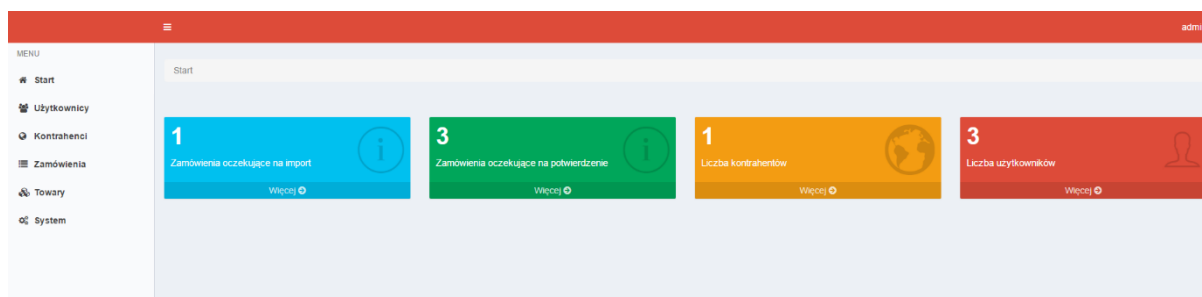 admi
MENU
Start
Użytkownicy
Kontrahenci
Zamówienia
Towary
System
Start
1
Zamówienia oczekujące na import
Więcej
3
Zamówienia oczekujące na potwierdzenie
Więcej
1
Liczba kontrahentów
Więcej
3
Liczba użytkowników
Więcej